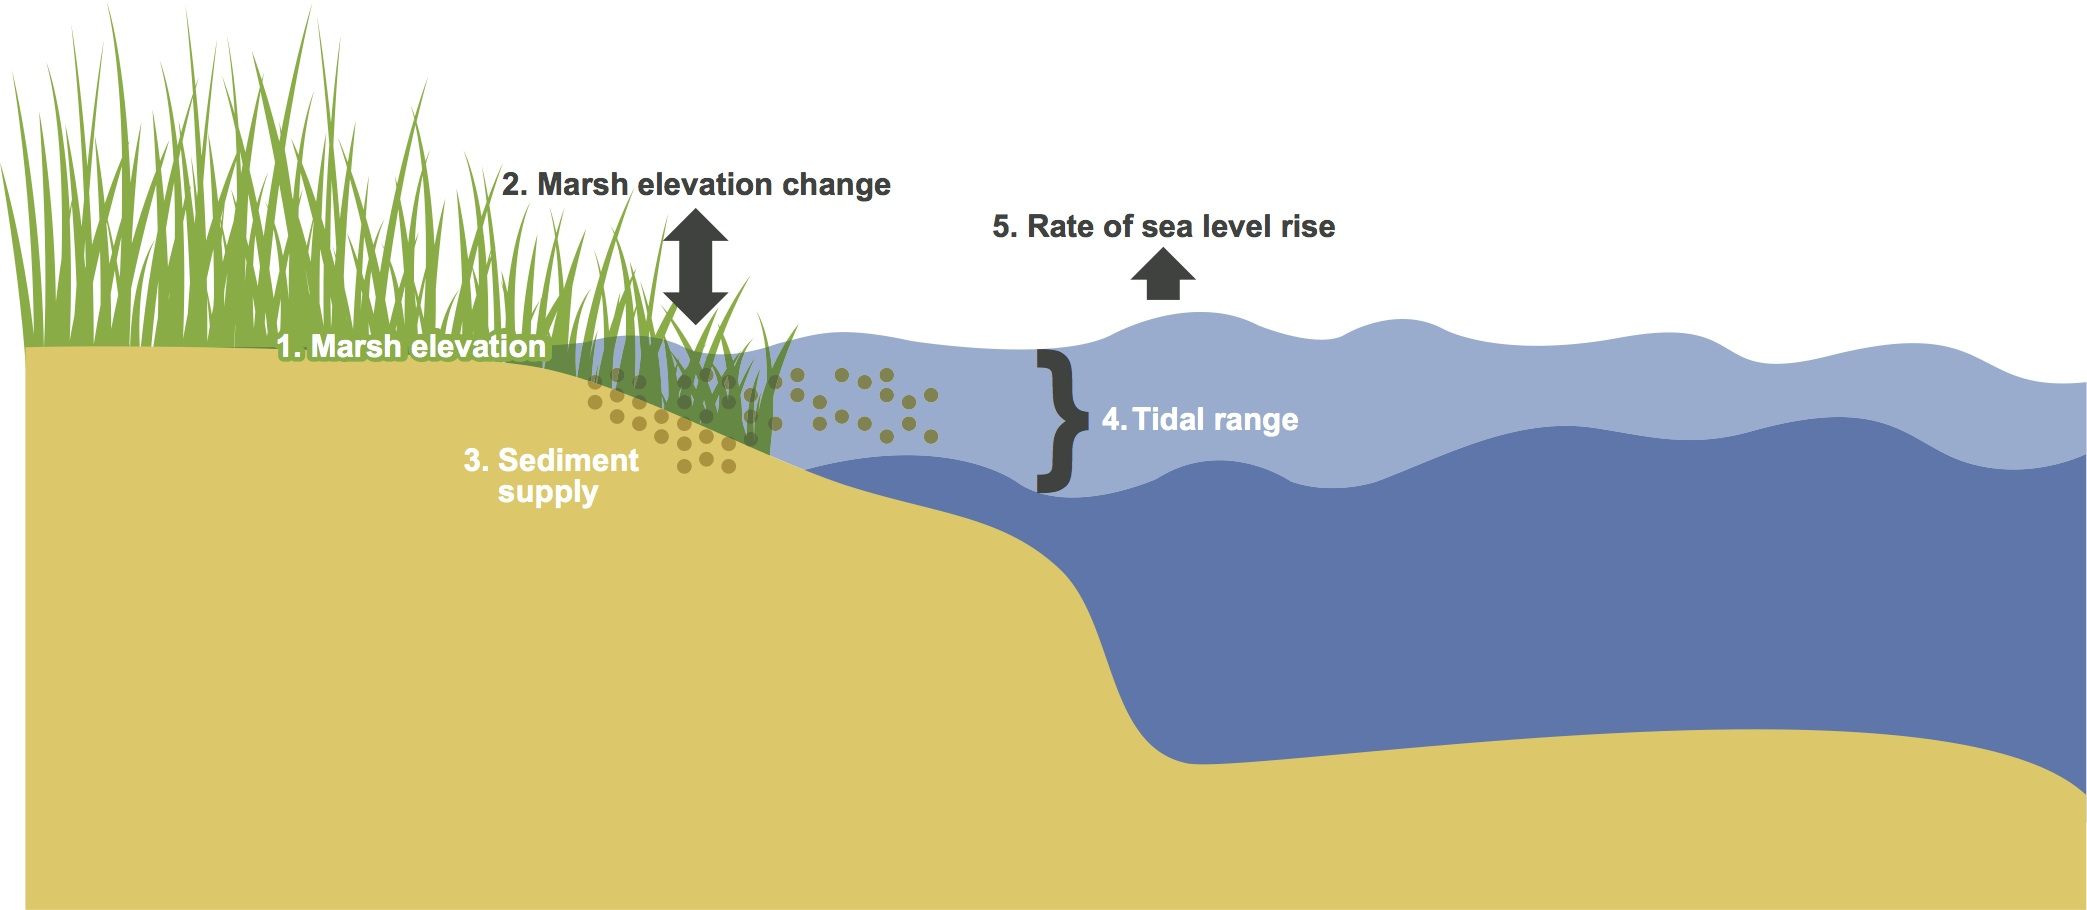 2. Marsh elevation change
5. Rate of sea level rise
1. Marsh elevation
4. Tidal range
3. Sediment
supply